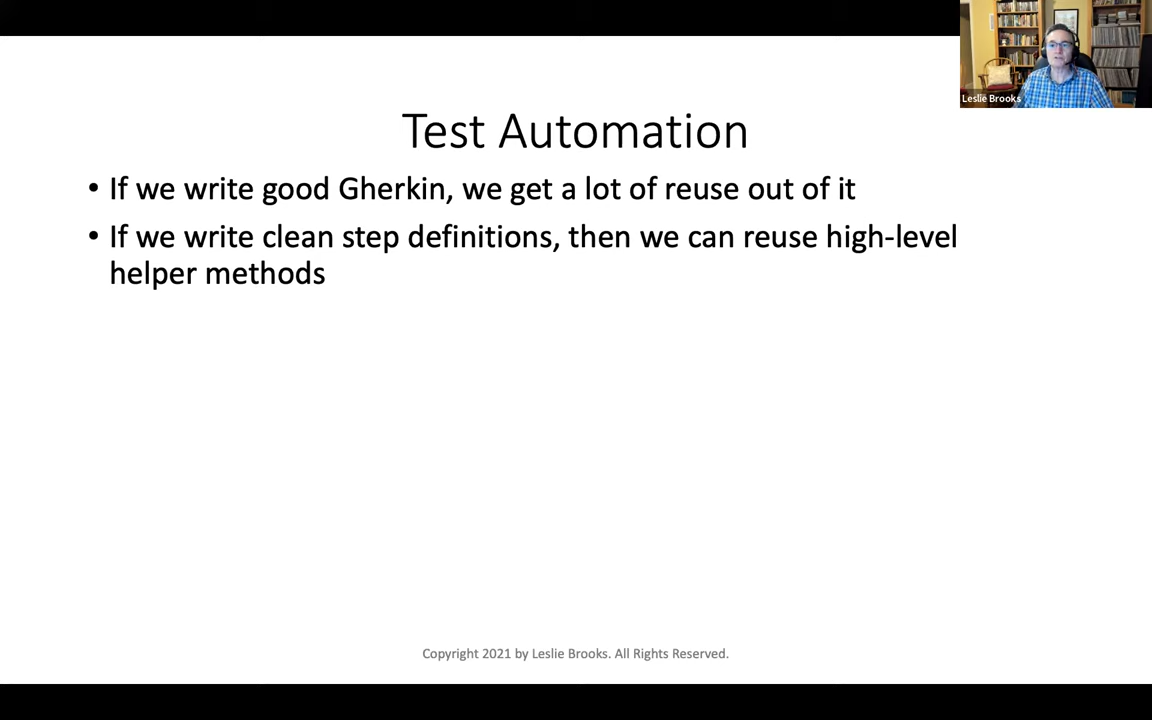 Leslie Brooks
Test Automation
• If we write good Gherkin, we get a lot of reuse out of it
• If we write clean step definitions, then we can reuse high-level
helper methods
Copyright 2021 by Leslie Brooks. All Rights Reserved.